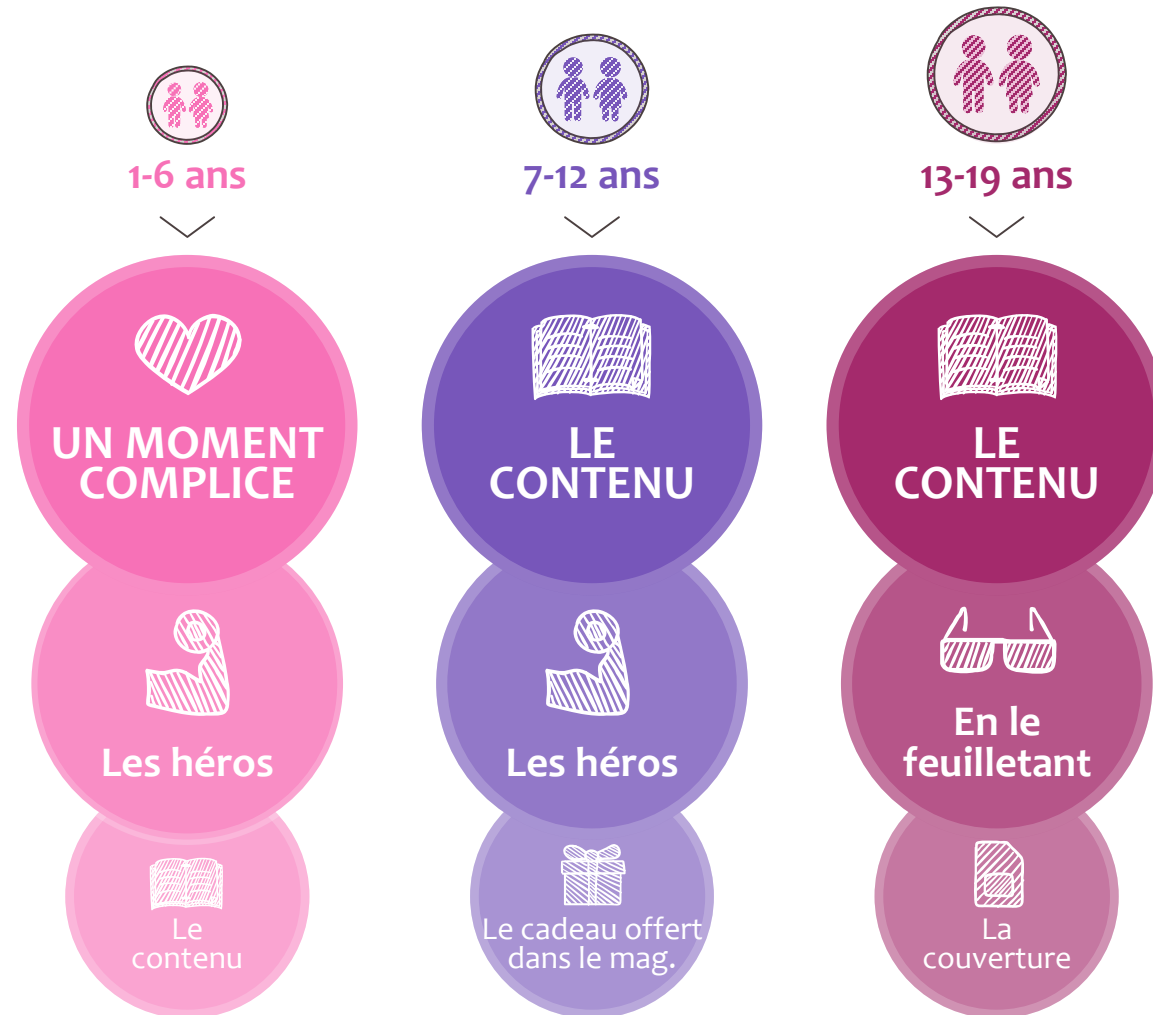 1-6 ans
UN MOMENT
COMPLICE
Les héros
Le
contenu
7-12 ans
LE
CONTENU
Les héros
Le cadeau offert
dans le mag.
13-19 ans
LE
CONTENU
En le
feuilletant
La
couverture